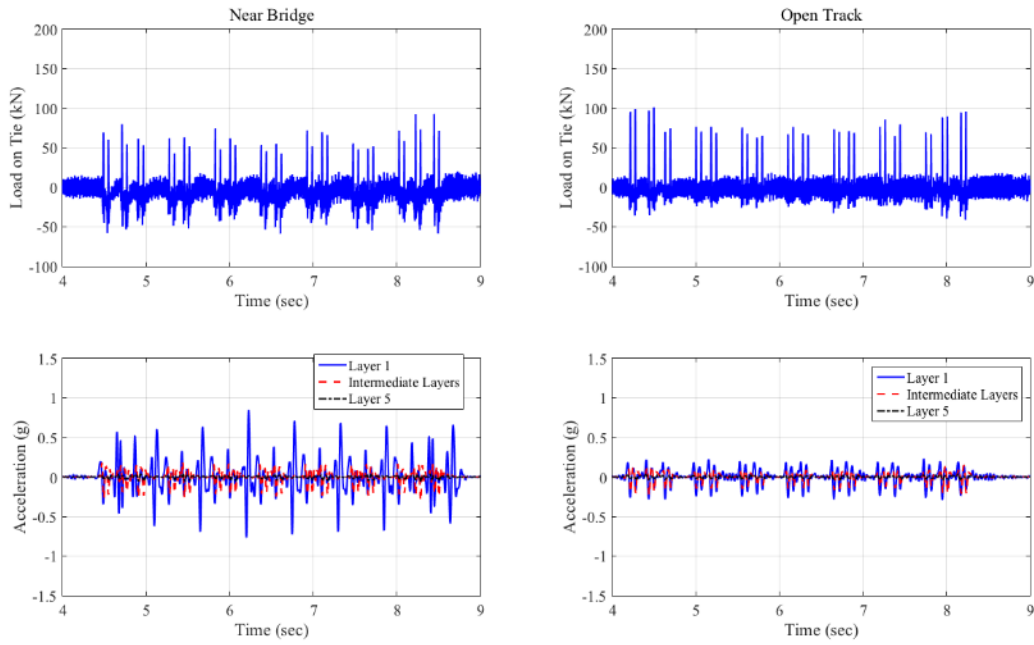 Near Bridge
200
150
100
50
0
-50
-100
4 5 6 7 8 9
Load on Tie (kN)
Time (sec)
Open Track
200
150
100
50
0
-50
-100
4 5 6 7 8 9
Load on Tie (kN)
Time (sec)
1.5
1
0.5
0
-0.5
-1
-1.5
4 5 6 7 8 9
Acceleration (g)
Time (sec)
Layer 1
Intermediate Layers
Layer 5
1.5
1
0.5
0
-0.5
-1
-1.5
4 5 6 7 8 9
Acceleration (g)
Time (sec)
Layer 1
Intermediate Layers
Layer 5